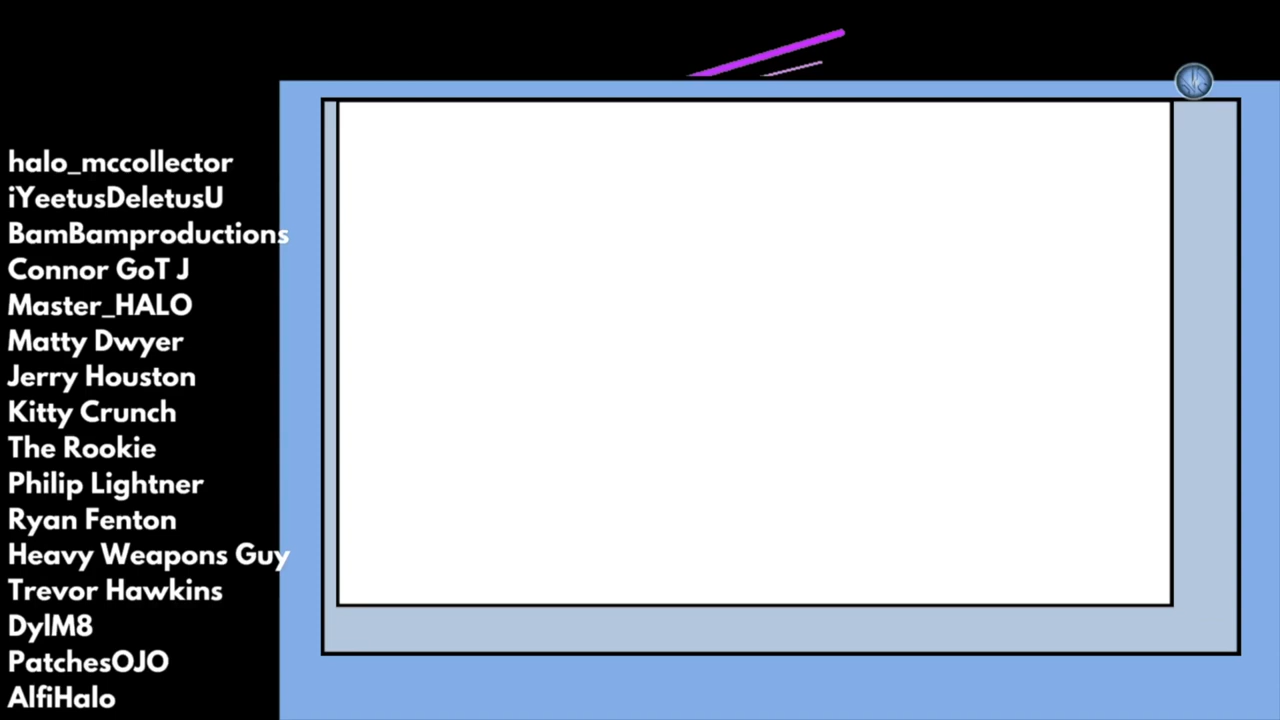 halo_mccollector
iYeetusDeletusU
BamBamproductions
Connor GoT J
Master_HALO
Matty Dwyer
Jerry Houston
Kitty Crunch
The Rookie
Philip Lightner
Ryan Fenton
Heavy Weapons Guy
Trevor Hawkins
DylM8
PatchesOJO
AlfiHalo